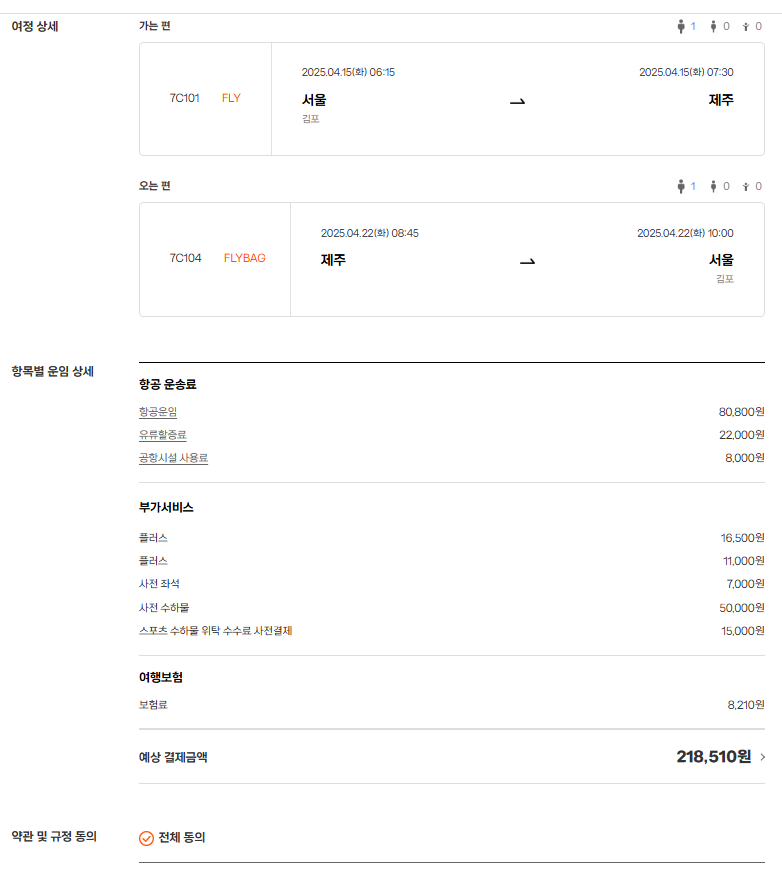 여정 상세
가는 편
1 0 0
7C101 FLY
2025.04.15(화) 06:15 2025.04.15(화) 07:30
서울 제주
김포
오는 편
1 0 0
7C104 FLYBAG
2025.04.22(화) 08:45 2025.04.22(화) 10:00
제주 서울
김포
항목별 운임 상세
항공 운송료
항공운임 80,800원
유류할증료 22,000원
공항시설 사용료 8,000원
부가서비스
플러스 16,500원
플러스 11,000원
사전 좌석 7,000원
사전 수하물 50,000원
스포츠 수하물 위탁 수수료 사전결제 15,000원
여행보험
보험료 8,210원
예상 결제금액 218,510원
약관 및 규정 동의
전체 동의